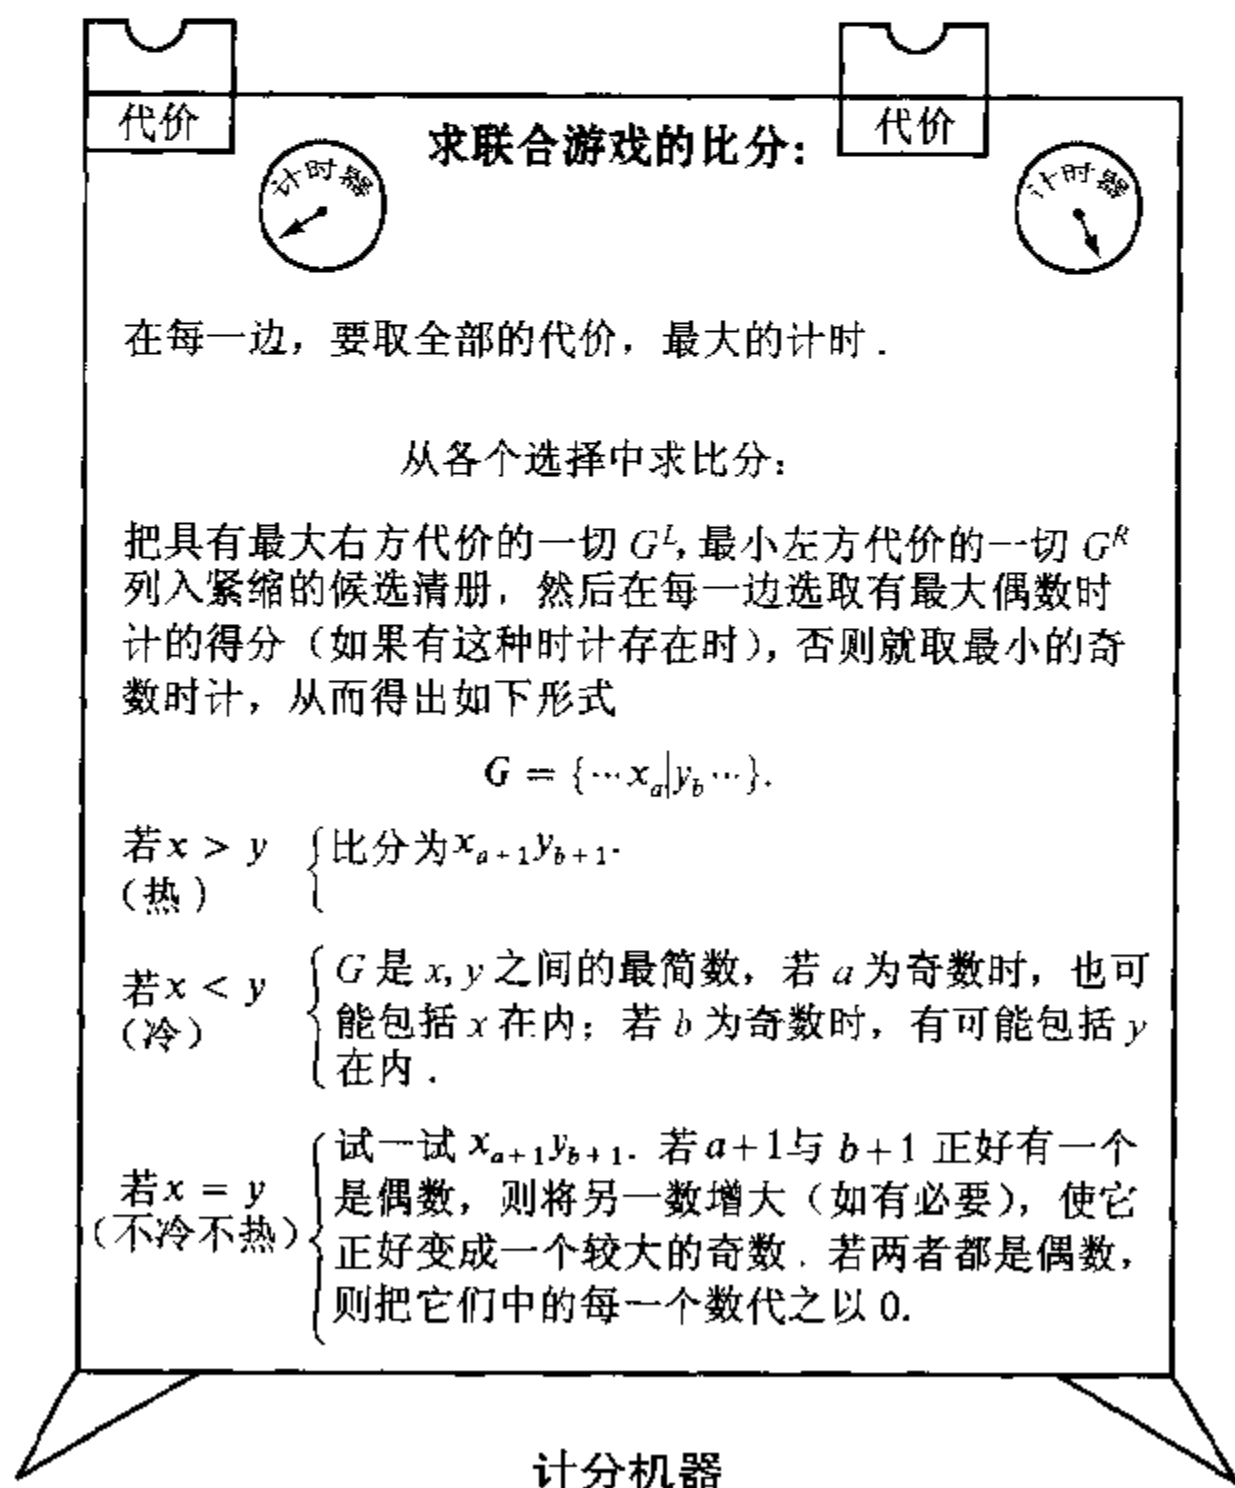 代价
代价
求联合游戏的比分:
计时器
计时器
在每一边，要取全部的代价，最大的计时.
从各个选择中求比分:
把具有最大右方代价的一切 G^L, 最小左方代价的一切 G^R
列入紧缩的候选清册，然后在每一边选取有最大偶数时
计的得分（如果有这种时计存在时), 否则就取最小的奇
数时计，从而得出如下形式
G = {⋯ x_a|y_b ⋯}.
若 x > y
(热)
比分为 x_{a+1}y_{b+1}.
若 x < y
(冷)
G 是 x, y 之间的最简数，若 a 为奇数时，也可
能包括 x 在内; 若 b 为奇数时，有可能包括 y
在内.
若 x = y
(不冷不热)
试一试 x_{a+1}y_{b+1}. 若 a+1 与 b+1 正好有一个
是偶数，则将另一数增大（如有必要），使它
正好变成一个较大的奇数. 若两者都是偶数，
则把它们中的每一个数代之以 0.
计分机器